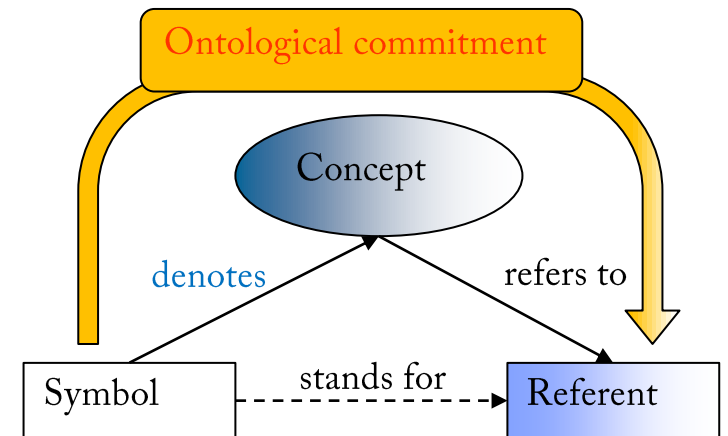 Ontological commitment
Concept
denotes
refers to
stands for
Symbol
Referent